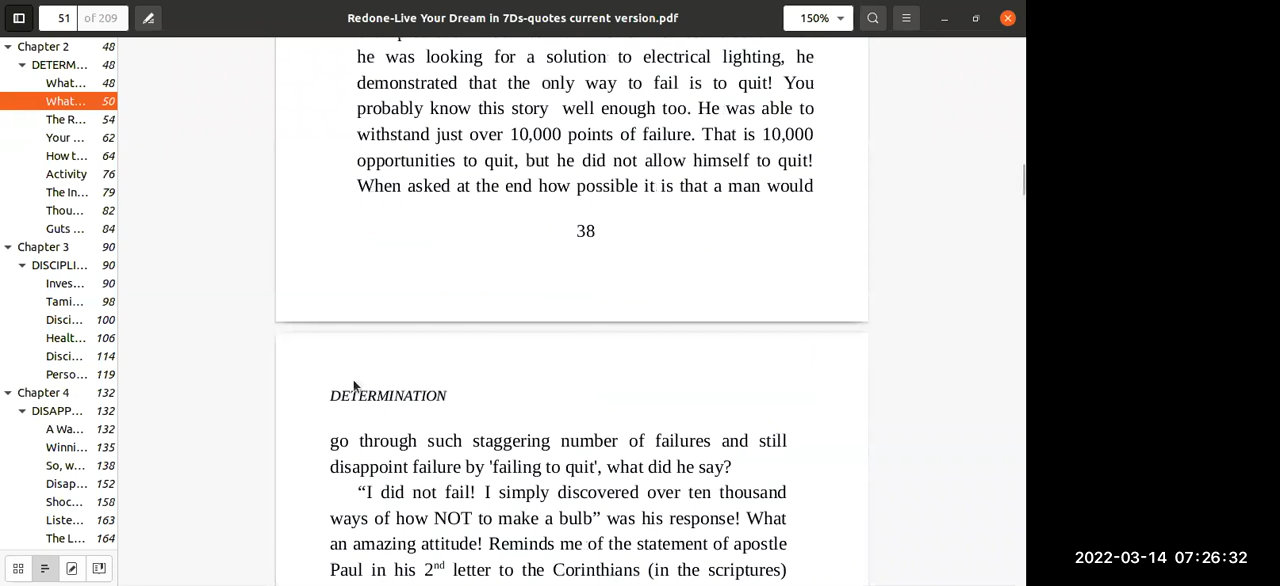 51 of 209
Redone-Live Your Dream in 7Ds-quotes current version.pdf
150%
Chapter 2 48
DETERM... 48
What... 48
What... 50
The R... 54
Your ... 62
How t... 64
Activity 76
The In... 79
Thou... 82
Guts ... 84
Chapter 3 90
DISCIPLI... 90
Inves... 90
Tami... 98
Disci... 100
Healt... 106
Disci... 114
Perso... 119
Chapter 4 132
DISAPP... 132
A Wa... 132
Winni... 135
So, w... 138
Disap... 152
Shoc... 158
Liste... 163
The L... 164
he was looking for a solution to electrical lighting, he
demonstrated that the only way to fail is to quit! You
probably know this story well enough too. He was able to
withstand just over 10,000 points of failure. That is 10,000
opportunities to quit, but he did not allow himself to quit!
When asked at the end how possible it is that a man would
38
DETERMINATION
go through such staggering number of failures and still
disappoint failure by 'failing to quit', what did he say?
“I did not fail! I simply discovered over ten thousand
ways of how NOT to make a bulb” was his response! What
an amazing attitude! Reminds me of the statement of apostle
Paul in his 2nd letter to the Corinthians (in the scriptures)
2022-03-14 07:26:32